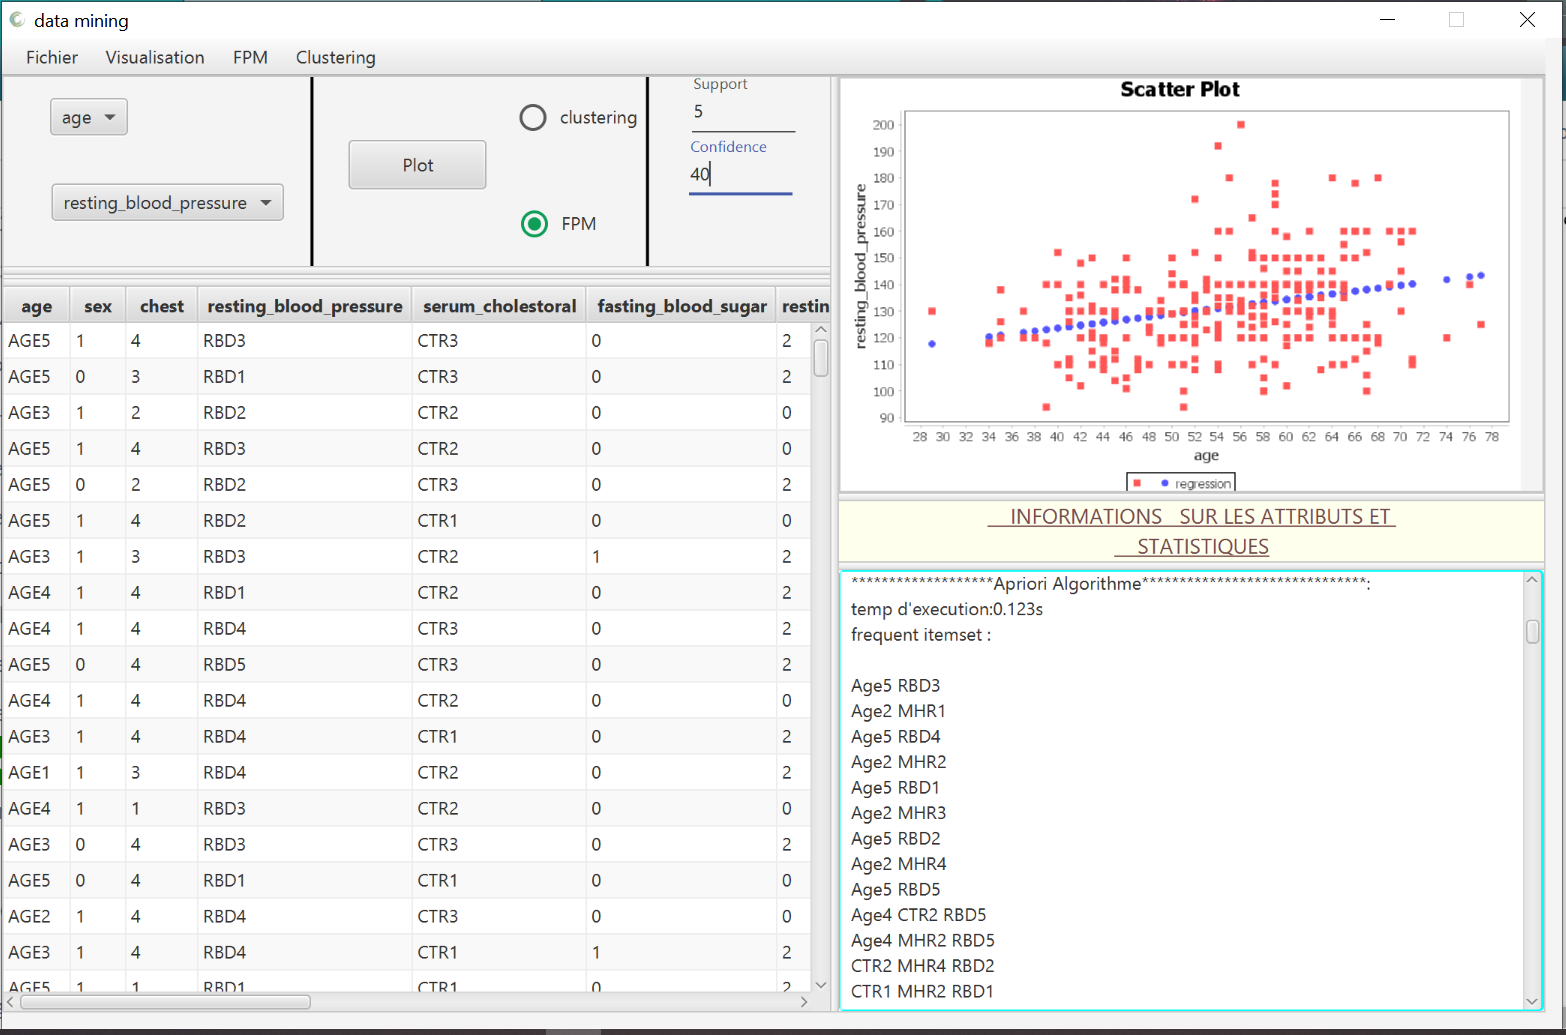 data mining
Fichier Visualisation FPM Clustering
age
resting_blood_pressure
Plot
clustering
FPM
Support
5
Confidence
40
age sex chest resting_blood_pressure serum_cholestoral fasting_blood_sugar restin
AGE5 1 4 RBD3 CTR3 0 2
AGE5 0 3 RBD1 CTR3 0 2
AGE3 1 2 RBD2 CTR2 0 0
AGE5 1 4 RBD3 CTR2 0 0
AGE5 0 2 RBD2 CTR3 0 2
AGE5 1 4 RBD2 CTR1 0 0
AGE3 1 3 RBD3 CTR2 1 2
AGE4 1 4 RBD1 CTR2 0 2
AGE4 1 4 RBD4 CTR3 0 2
AGE5 0 4 RBD5 CTR3 0 2
AGE4 1 4 RBD4 CTR2 0 0
AGE3 1 4 RBD4 CTR1 0 2
AGE1 1 3 RBD4 CTR2 0 2
AGE4 1 1 RBD3 CTR2 0 0
AGE3 0 4 RBD3 CTR3 0 2
AGE5 0 4 RBD1 CTR1 0 0
AGE2 1 4 RBD4 CTR3 0 0
AGE3 1 4 RBD4 CTR1 1 2
AGE5 1 1 RBD1 CTR1 0 2
Scatter Plot
resting_blood_pressure
200
190
180
170
160
150
140
130
120
110
100
90
28 30 32 34 36 38 40 42 44 46 48 50 52 54 56 58 60 62 64 66 68 70 72 74 76 78
age
regression
INFORMATIONS SUR LES ATTRIBUTS ET
STATISTIQUES
*******************Apriori Algorithme******************************:
temp d'execution:0.123s
frequent itemset :
Age5 RBD3
Age2 MHR1
Age5 RBD4
Age2 MHR2
Age5 RBD1
Age2 MHR3
Age5 RBD2
Age2 MHR4
Age5 RBD5
Age4 CTR2 RBD5
Age4 MHR2 RBD5
CTR2 MHR4 RBD2
CTR1 MHR2 RBD1